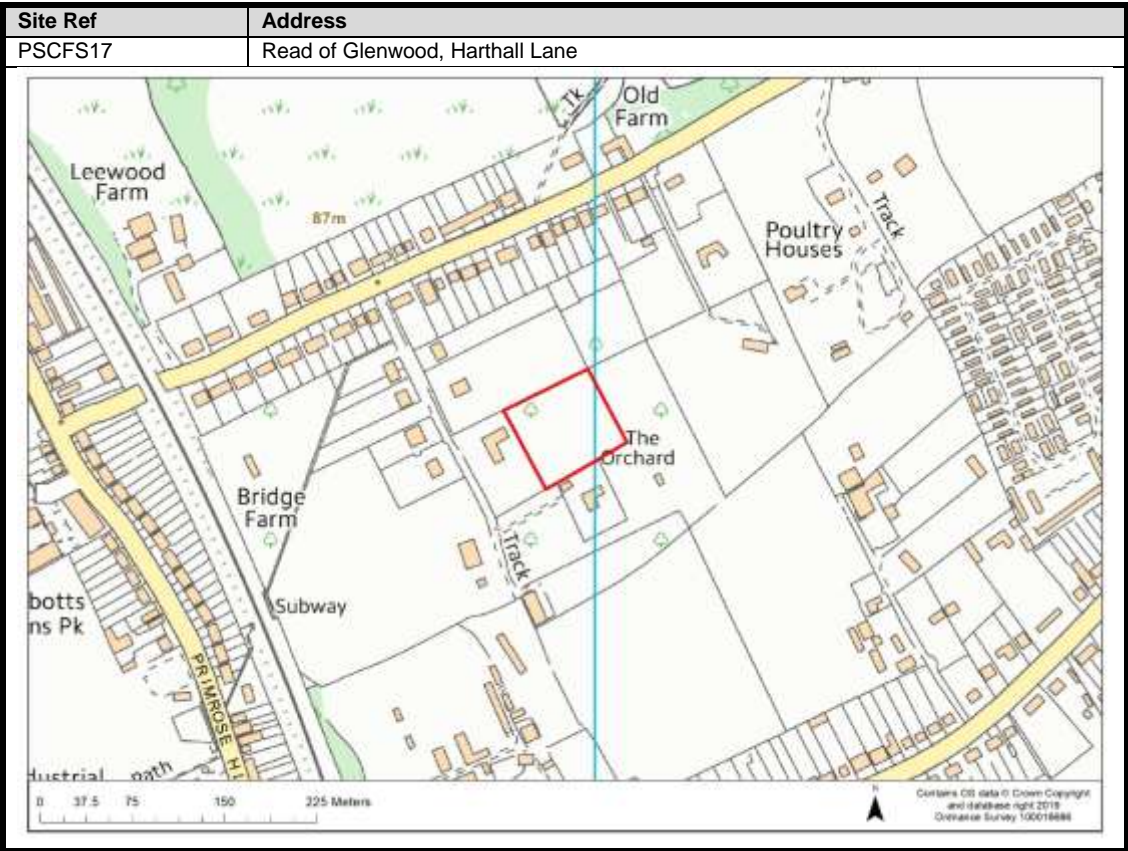 Site Ref Address
PSCFS17 Read of Glenwood, Harthall Lane
Tk
Old
Farm
Leewood
Farm
87m
Track
Poultry
Houses
The
Orchard
Bridge
Farm
Track
Subway
botts
ns Pk
PRIMROSE HI
dustrial
Path
0 37.5 75 150 225 Meters
N
Contains OS data © Crown Copyright
and database right 2019
Ordnance Survey 100018686